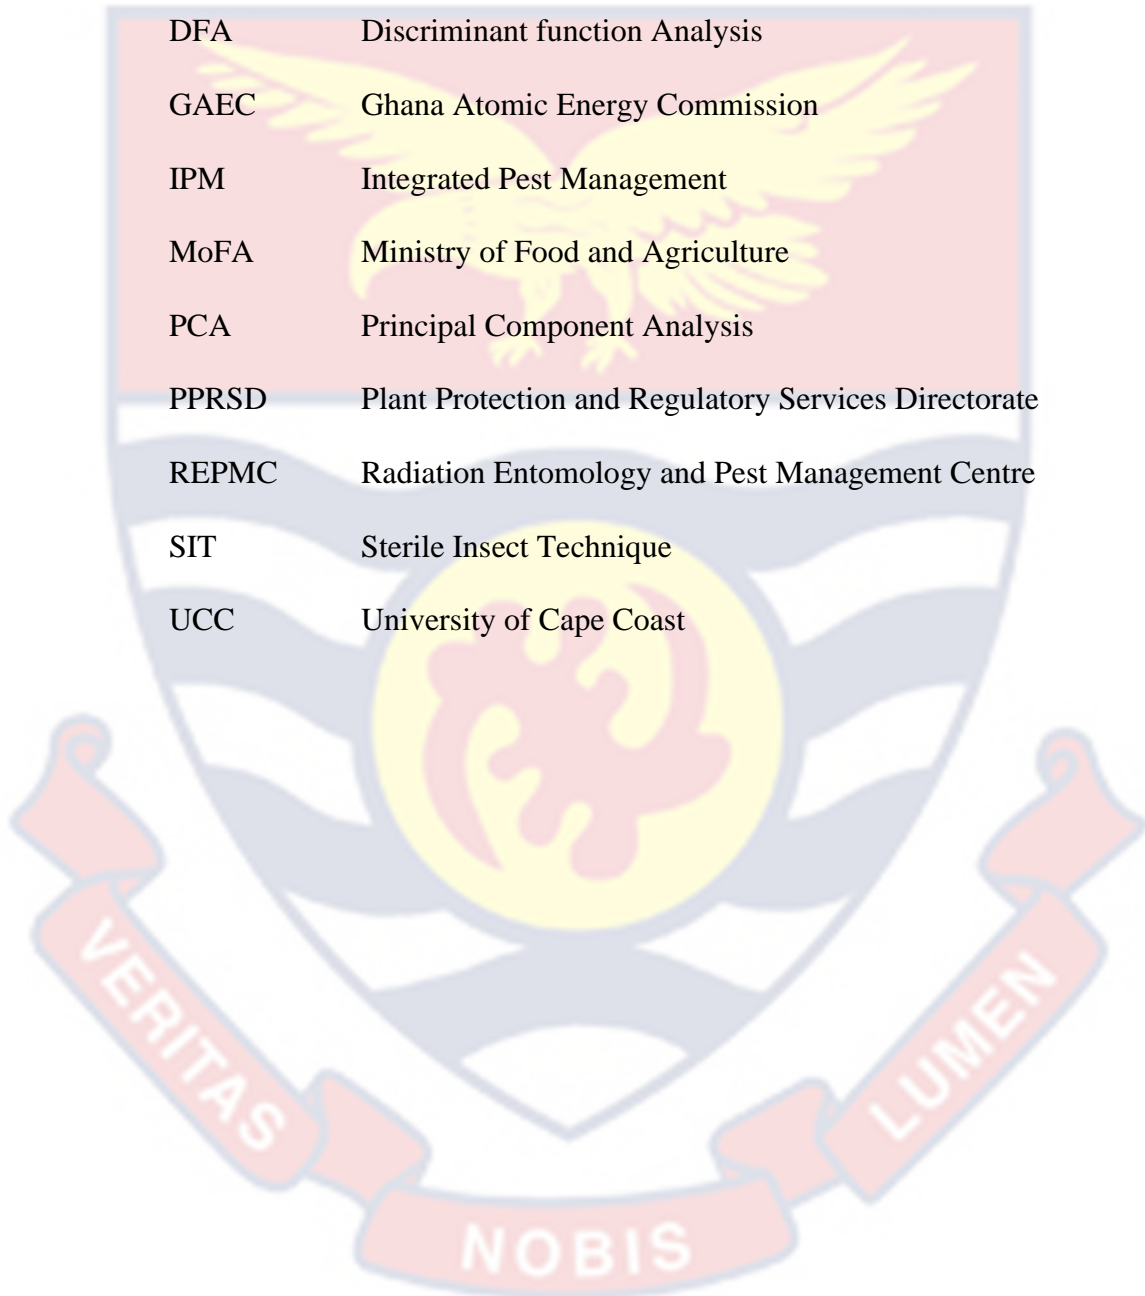 DFA Discriminant function Analysis
GAEC Ghana Atomic Energy Commission
IPM Integrated Pest Management
MoFA Ministry of Food and Agriculture
PCA Principal Component Analysis
PPRSD Plant Protection and Regulatory Services Directorate
REPMC Radiation Entomology and Pest Management Centre
SIT Sterile Insect Technique
UCC University of Cape Coast
VERITAS
NOBIS
LUMEN